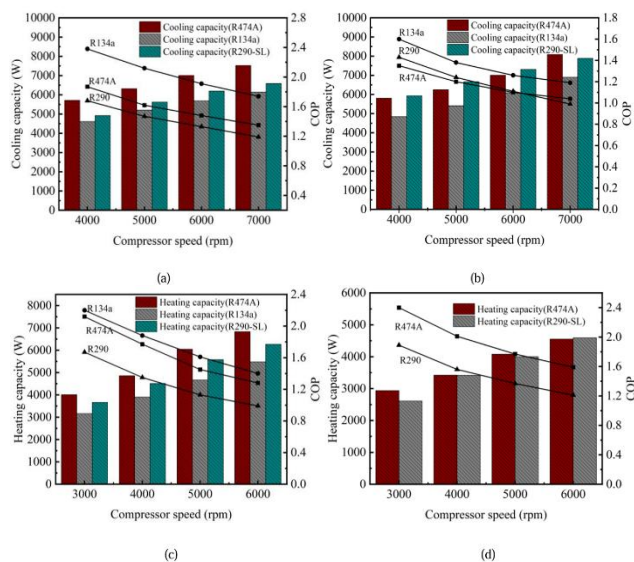 (a)
Cooling capacity(R474A)
Cooling capacity(R134a)
Cooling capacity(R290-SL)
R134a
R474A
R290
10000
9000
8000
7000
6000
5000
4000
3000
2000
1000
0
2.8
2.4
2.0
1.6
1.2
0.8
0.4
Cooling capacity (W)
COP
4000 5000 6000 7000
Compressor speed (rpm)
(a)
(b)
Cooling capacity(R474A)
Cooling capacity(R134a)
Cooling capacity(R290-SL)
R134a
R290
R474A
10000
9000
8000
7000
6000
5000
4000
3000
2000
1000
0
1.8
1.6
1.4
1.2
1.0
0.8
0.6
0.4
0.2
0.0
Cooling capacity (W)
COP
4000 5000 6000 7000
Compressor speed (rpm)
(b)
Heating capacity(R474A)
Heating capacity(R134a)
Heating capacity(R290-SL)
R134a
R474A
R290
8000
7000
6000
5000
4000
3000
2000
1000
0
2.4
2.0
1.6
1.2
0.8
0.4
0.0
Heating capacity (W)
COP
3000 4000 5000 6000
Compressor speed (rpm)
(c)
Heating capacity(R474A)
Heating capacity(R290-SL)
R474A
R290
6000
5000
4000
3000
2000
1000
0
2.4
2.0
1.6
1.2
0.8
0.4
0.0
Heating capacity (W)
COP
3000 4000 5000 6000
Compressor speed (rpm)
(d)